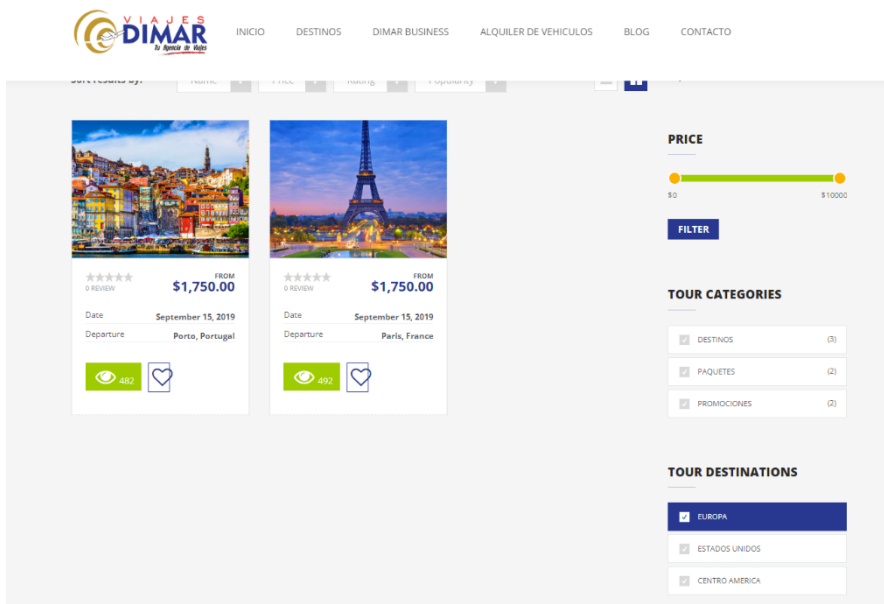 VIAJES
DIMAR
Tu Agencia de Viajes
INICIO DESTINOS DIMAR BUSINESS ALQUILER DE VEHICULOS BLOG CONTACTO
Sort results by: Name Price Rating Popularity
PRICE
$0 $10000
FILTER
0 REVIEW
FROM
$1,750.00
Date September 15, 2019
Departure Porto, Portugal
482
0 REVIEW
FROM
$1,750.00
Date September 15, 2019
Departure Paris, France
492
TOUR CATEGORIES
DESTINOS (3)
PAQUETES (2)
PROMOCIONES (2)
TOUR DESTINATIONS
EUROPA
ESTADOS UNIDOS
CENTRO AMERICA